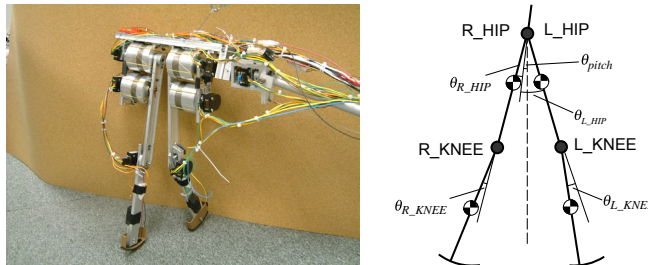 R_HIP L_HIP
θpitch
θR_HIP
θL_HIP
R_KNEE L_KNEE
θR_KNEE θL_KNE